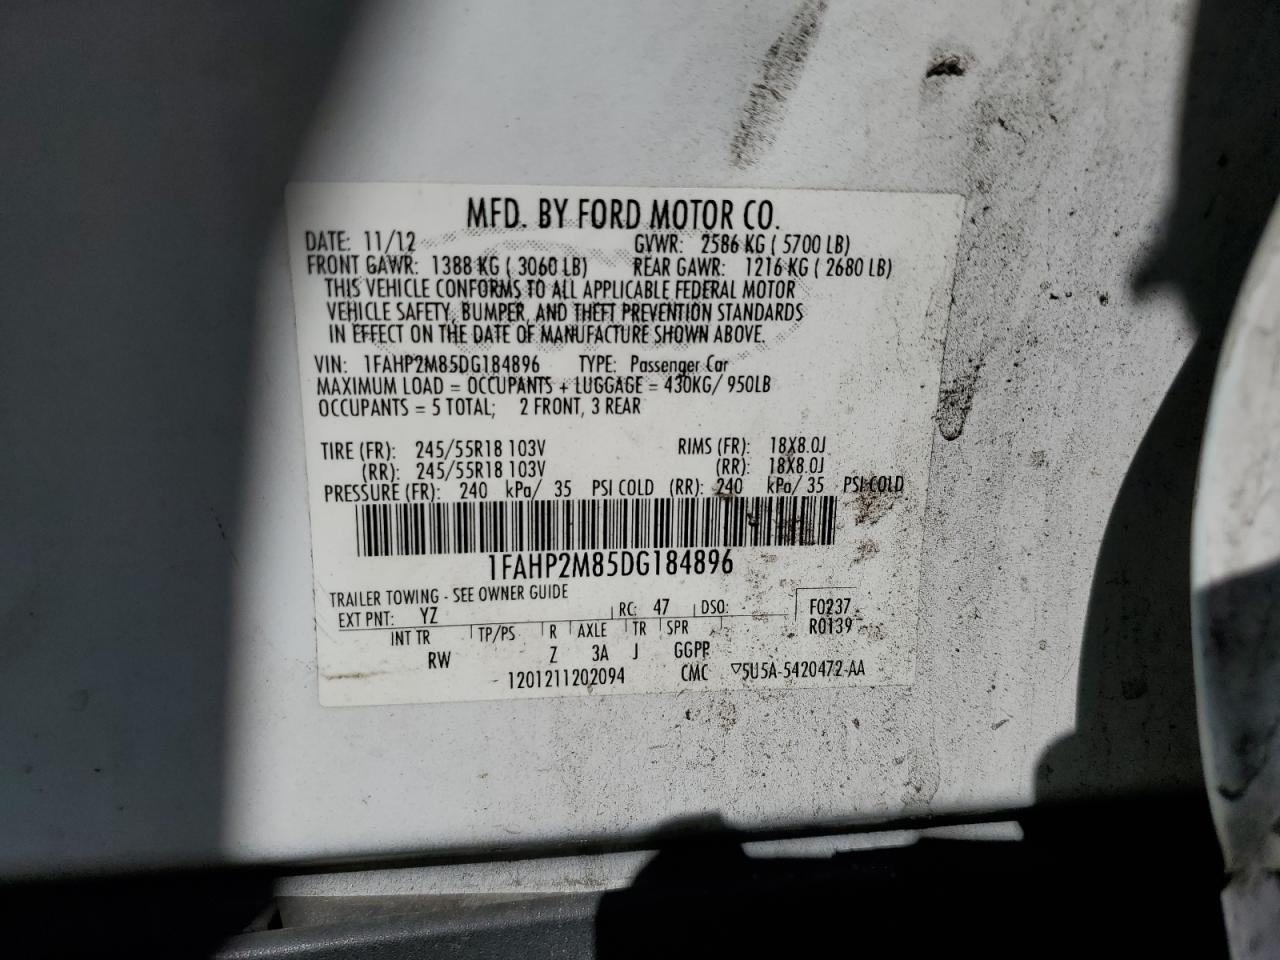 MFD. BY FORD MOTOR CO.
DATE: 11/12 GVWR: 2586 KG ( 5700 LB)
FRONT GAWR: 1388 KG ( 3060 LB) REAR GAWR: 1216 KG ( 2680 LB)
THIS VEHICLE CONFORMS TO ALL APPLICABLE FEDERAL MOTOR
VEHICLE SAFETY, BUMPER, AND THEFT PREVENTION STANDARDS
IN EFFECT ON THE DATE OF MANUFACTURE SHOWN ABOVE.
VIN: 1FAHP2M85DG184896 TYPE: Passenger Car
MAXIMUM LOAD = OCCUPANTS + LUGGAGE = 430KG/ 950LB
OCCUPANTS = 5 TOTAL; 2 FRONT, 3 REAR
TIRE (FR): 245/55R18 103V RIMS (FR): 18X8.0J
(RR): 245/55R18 103V (RR): 18X8.0J
PRESSURE (FR): 240 kPa/ 35 PSI COLD (RR): 240 kPa/ 35 PSI COLD
1FAHP2M85DG184896
TRAILER TOWING - SEE OWNER GUIDE
EXT PNT: YZ RC: 47 DSO: F0237
R0139
INT TR TP/PS R AXLE TR SPR
RW Z 3A J GGPP
1201211202094 CMC ▽5U5A-5420472-AA